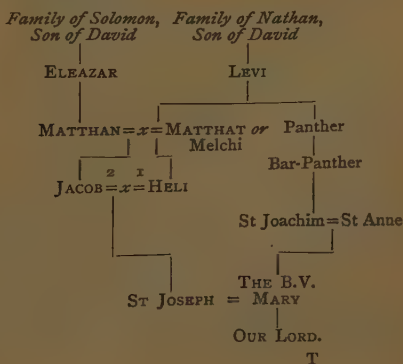 Family of Solomon, Family of Nathan,
Son of David Son of David
ELEAZAR LEVI
MATTHAN=x=MATTHAT or Panther
Melchi
Bar-Panther
2 1
JACOB=x=HELI
St Joachim=St Anne
THE B.V.
ST JOSEPH = MARY
OUR LORD.
T